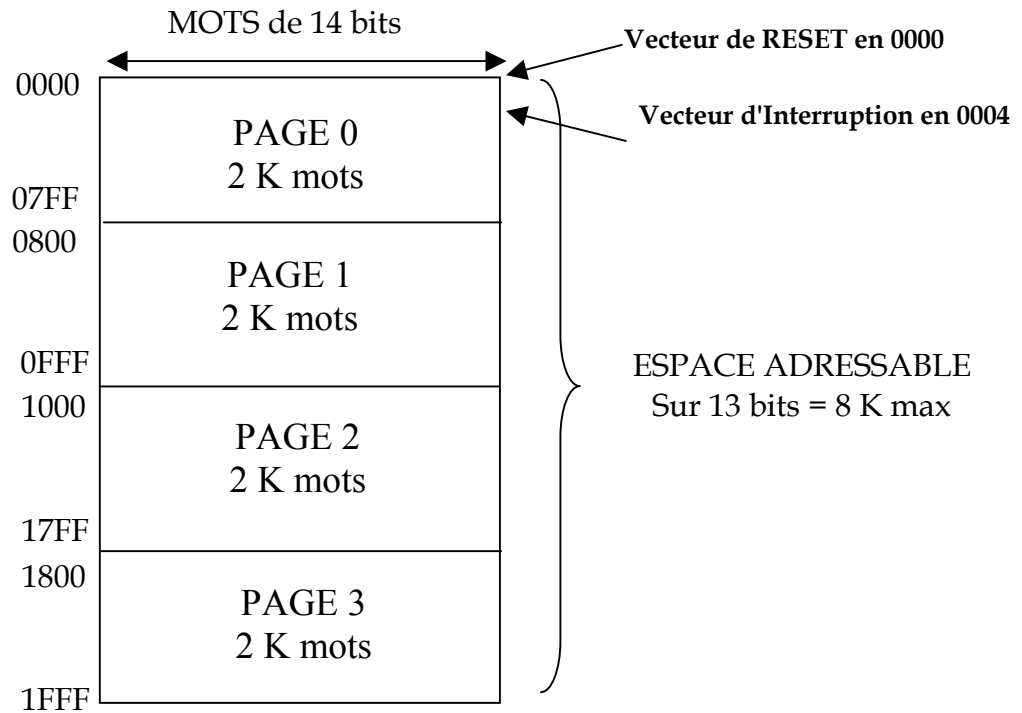 MOTS de 14 bits
Vecteur de RESET en 0000
0000
Vecteur d'Interruption en 0004
PAGE 0
2 K mots
07FF
0800
PAGE 1
2 K mots
0FFF
ESPACE ADRESSABLE
Sur 13 bits = 8 K max
1000
PAGE 2
2 K mots
17FF
1800
PAGE 3
2 K mots
1FFF